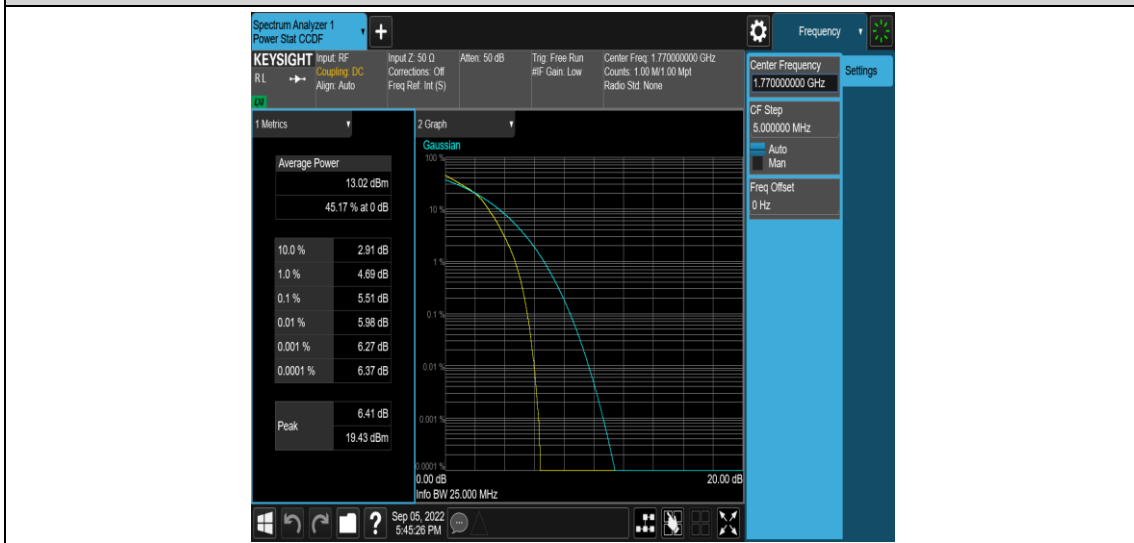 Spectrum Analyzer 1
Power Stat CCDF
+
Frequency
KEYSIGHT
RL
Input: RF
Coupling: DC
Align: Auto
Input Z: 50 Ω
Corrections: Off
Freq Ref: Int (S)
Atten: 50 dB
Trig: Free Run
#IF Gain: Low
Center Freq: 1.770000000 GHz
Counts: 1.00 M/1.00 Mpt
Radio Std: None
Center Frequency
1.770000000 GHz
Settings
CF Step
5.000000 MHz
Auto
Man
Freq Offset
0 Hz
1 Metrics
Average Power
13.02 dBm
45.17 % at 0 dB
10.0 % 2.91 dB
1.0 % 4.69 dB
0.1 % 5.51 dB
0.01 % 5.98 dB
0.001 % 6.27 dB
0.0001 % 6.37 dB
Peak
6.41 dB
19.43 dBm
2 Graph
Gaussian
100 %
10 %
1 %
0.1 %
0.01 %
0.001 %
0.0001 %
0.00 dB 20.00 dB
Info BW 25.000 MHz
?
Sep 05, 2022
5:45:26 PM